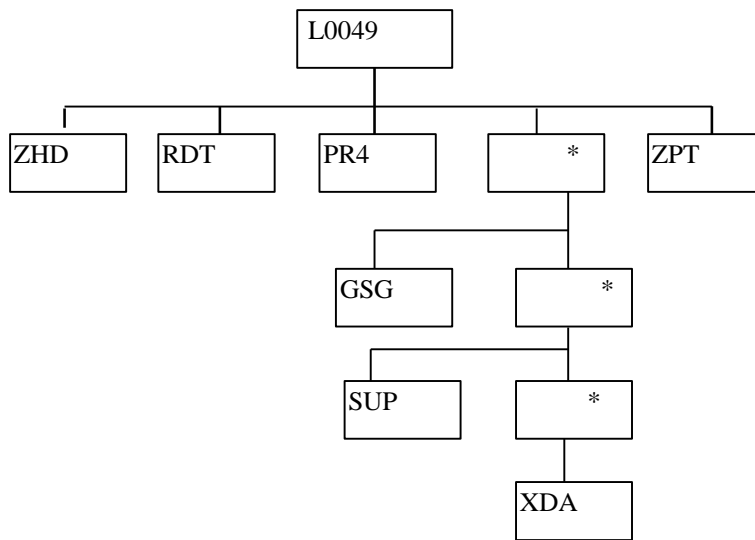 L0049
ZHD RDT PR4 * ZPT
GSG *
SUP *
XDA